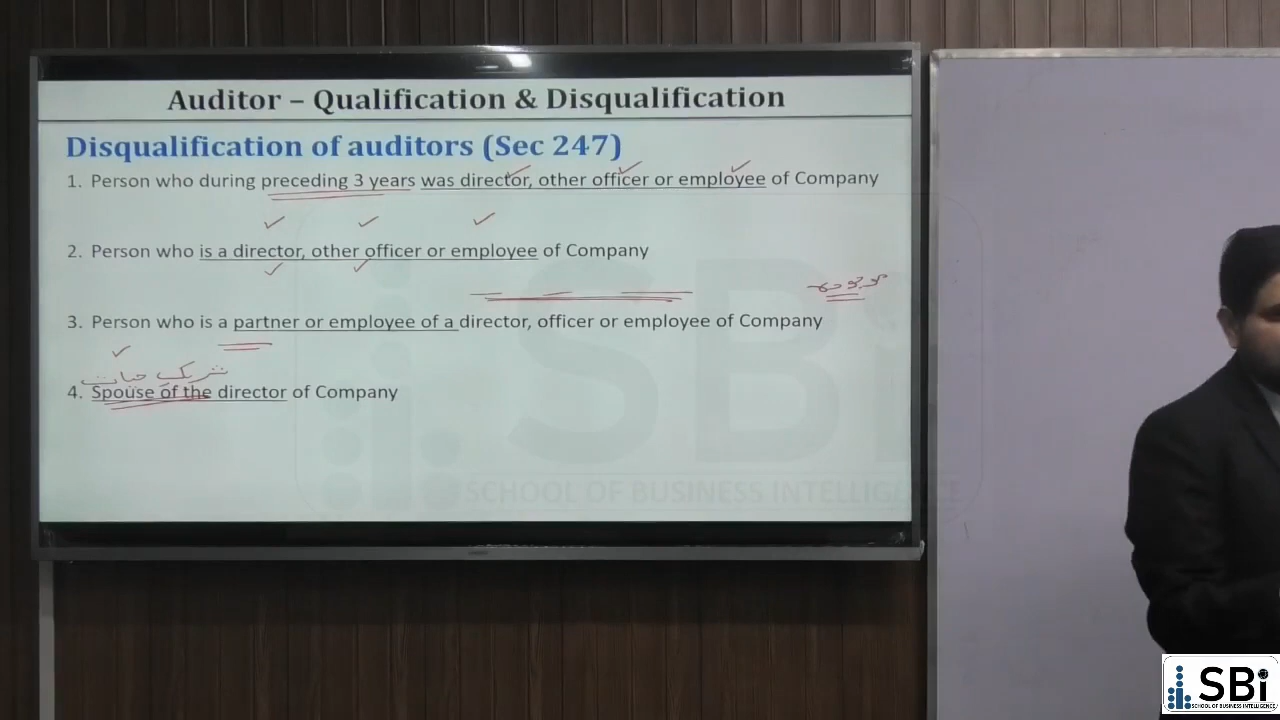 Auditor – Qualification & Disqualification
Disqualification of auditors (Sec 247)
1. Person who during preceding 3 years was director, other officer or employee of Company
2. Person who is a director, other officer or employee of Company
3. Person who is a partner or employee of a director, officer or employee of Company
شریک حیات
4. Spouse of the director of Company
SBi
SCHOOL OF BUSINESS INTELLIGENCE
SBi
SCHOOL OF BUSINESS INTELLIGENCE